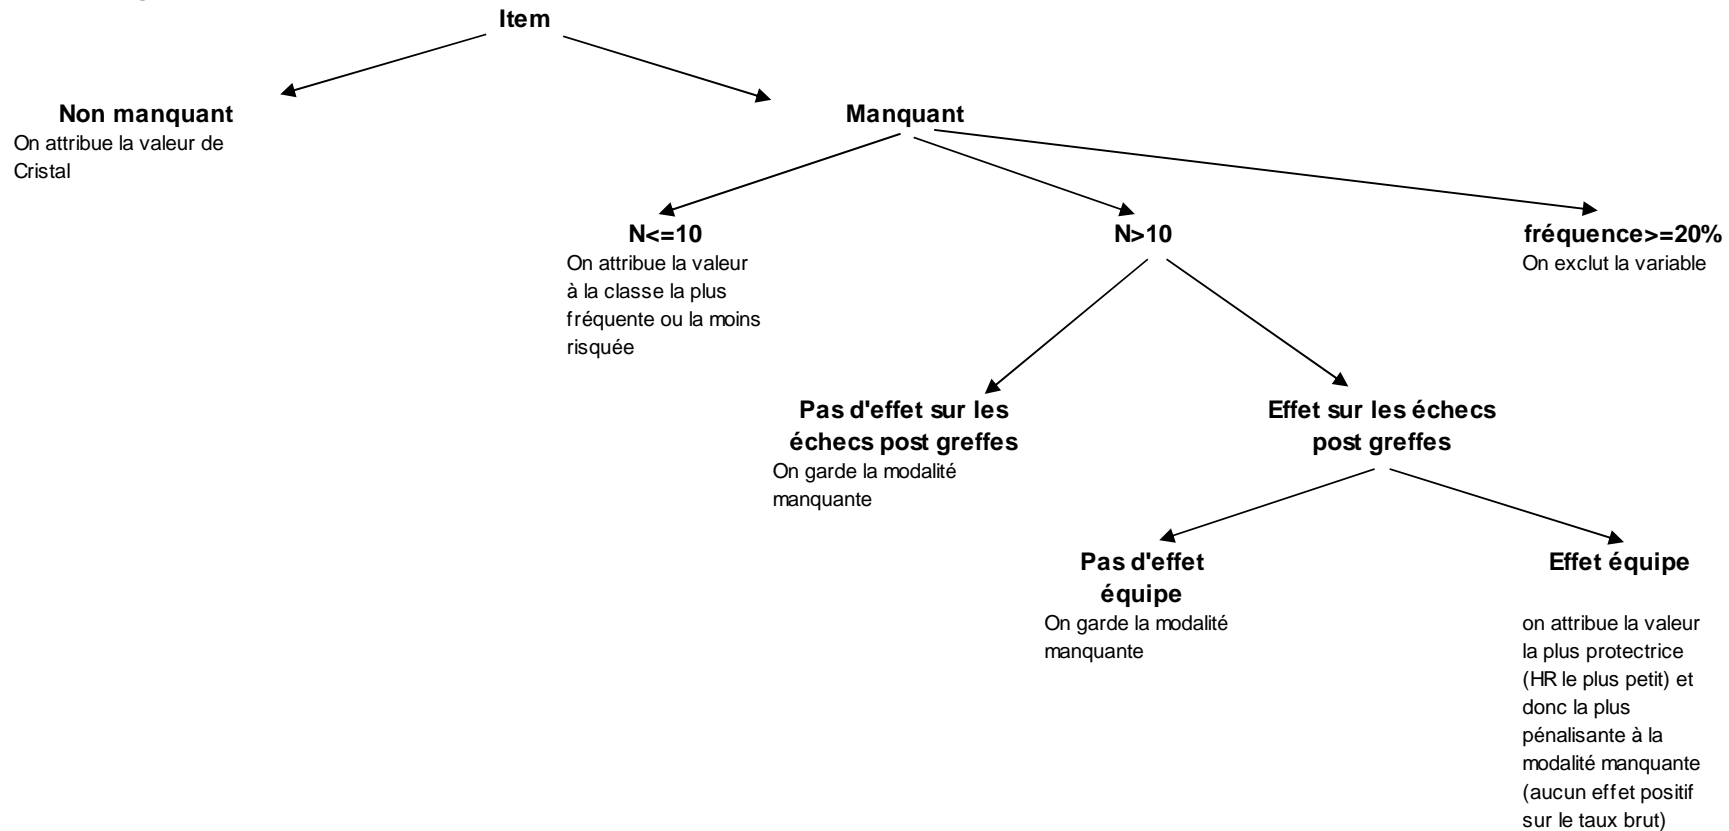 Item
Non manquant
On attribue la valeur de
Cristal
Manquant
N<=10
On attribue la valeur
à la classe la plus
fréquente ou la moins
risquée
N>10
fréquence>=20%
On exclut la variable
Pas d'effet sur les
échecs post greffes
On garde la modalité
manquante
Effet sur les échecs
post greffes
Pas d'effet
équipe
On garde la modalité
manquante
Effet équipe
on attribue la valeur
la plus protectrice
(HR le plus petit) et
donc la plus
pénalisante à la
modalité manquante
(aucun effet positif
sur le taux brut)